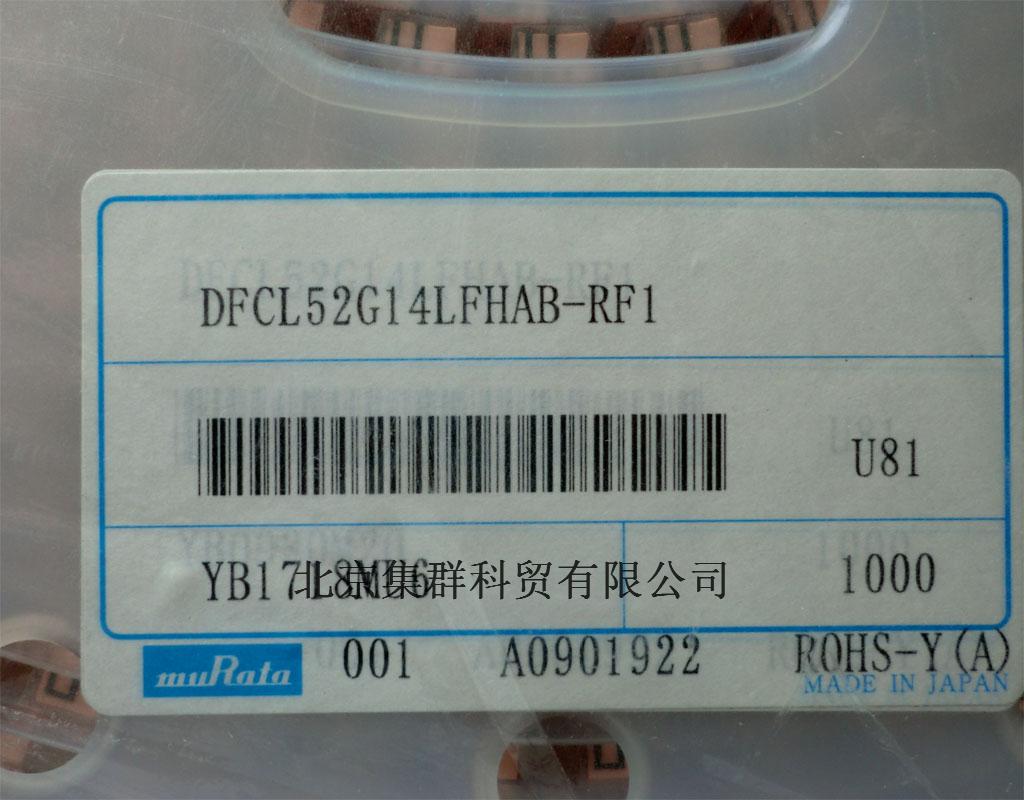 DFCL52G14LFHAB-RF1
U81
北京集群科贸有限公司
1000
muRata 001 A0901922 ROHS-Y(A)
MADE IN JAPAN